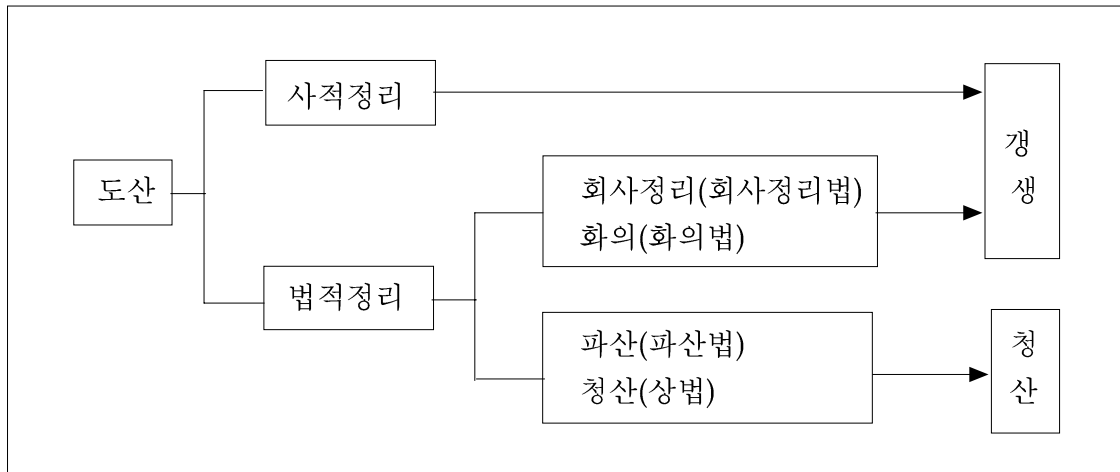 사적정리
갱
생
도산
회사정리(회사정리법)
화의(화의법)
법적정리
파산(파산법)
청산(상법)
청
산